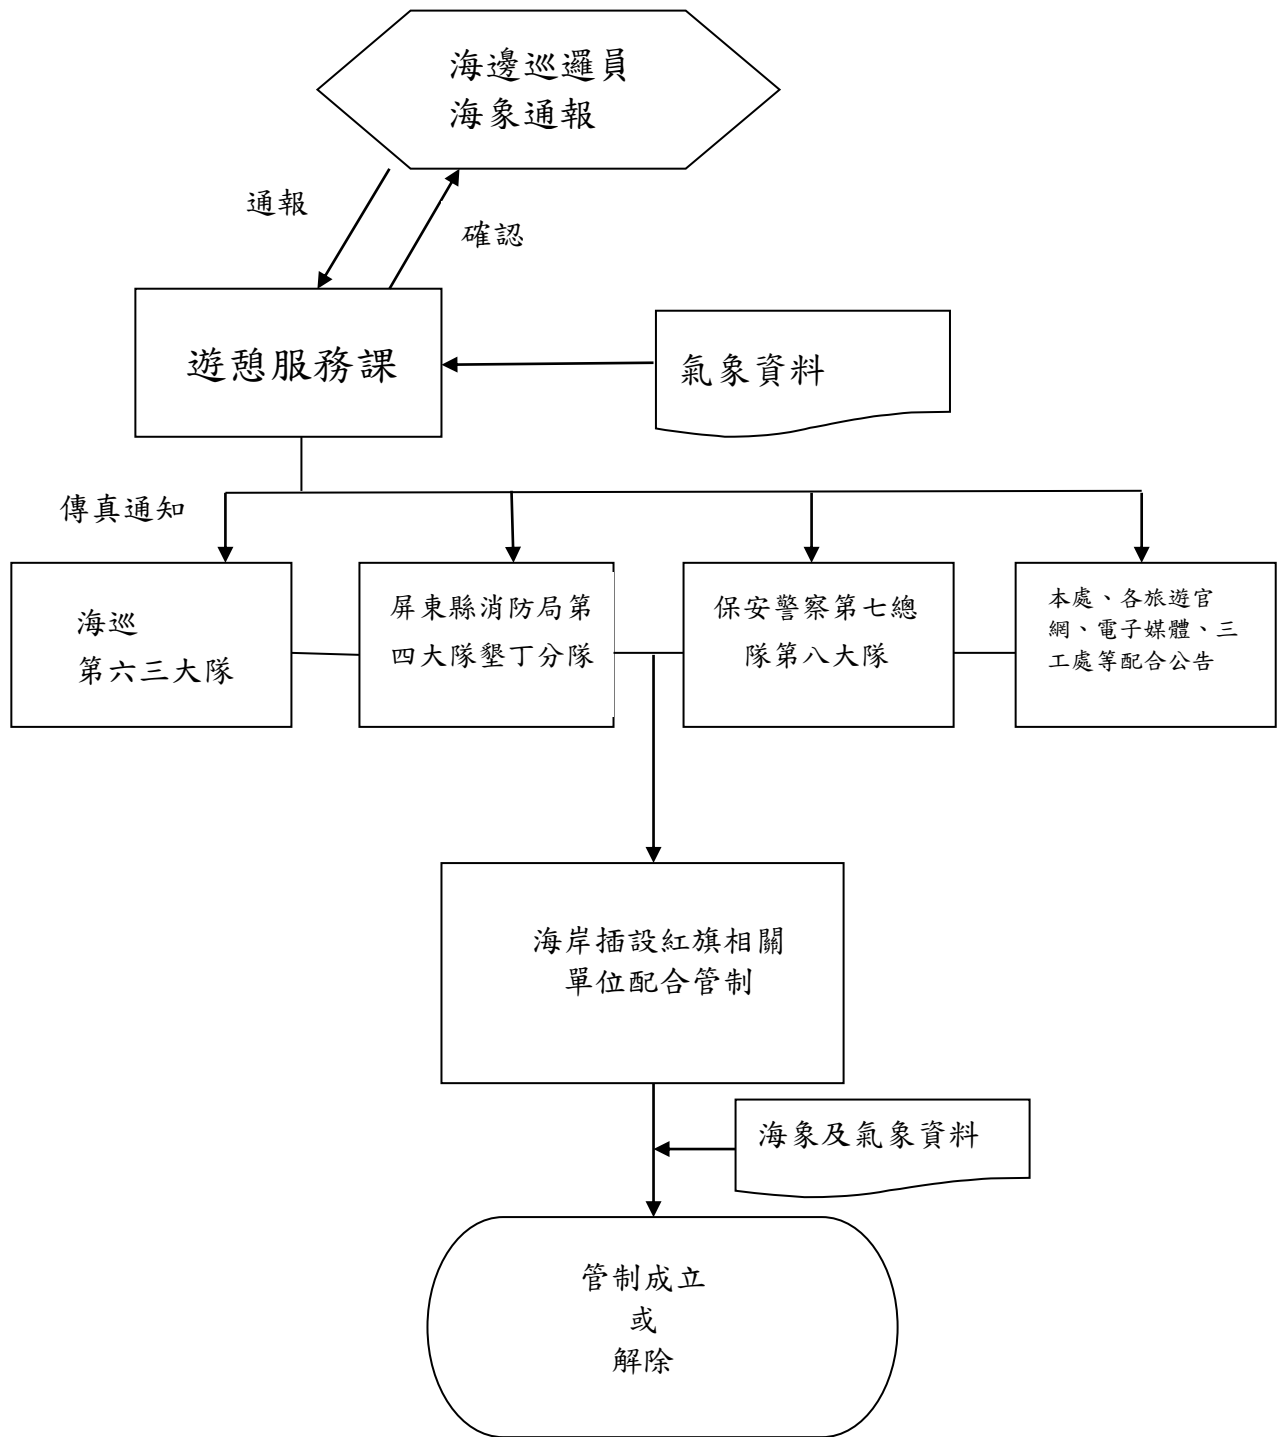 海邊巡邏員
海象通報
通報
確認
遊憩服務課
氣象資料
傳真通知
海巡
第六三大隊
屏東縣消防局第
四大隊墾丁分隊
保安警察第七總
隊第八大隊
本處、各旅遊官
網、電子媒體、三
工處等配合公告
海岸插設紅旗相關
單位配合管制
海象及氣象資料
管制成立
或
解除